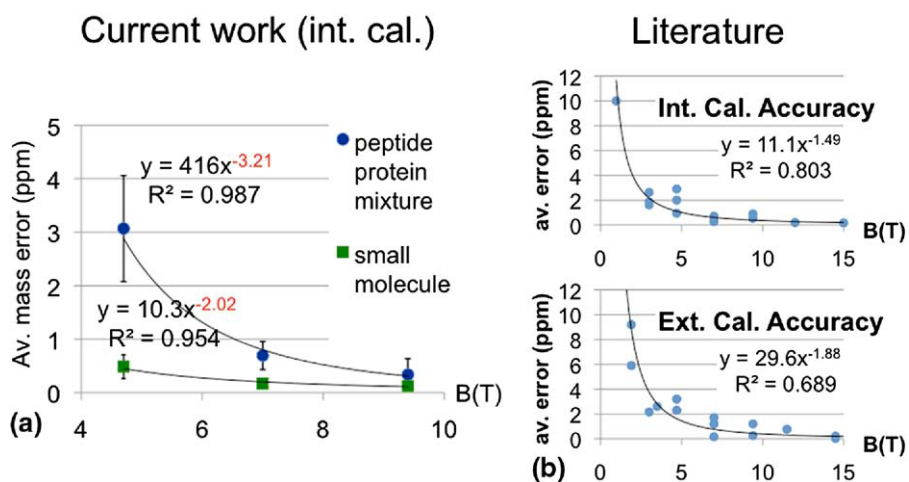 Current work (int. cal.)
Av. mass error (ppm)
5
4
3
2
1
0
4
6
8
10
B(T)
y = 416x-3.21
R² = 0.987
y = 10.3x-2.02
R² = 0.954
peptide
protein
mixture
small
molecule
(a)
Literature
av. error (ppm)
12
10
8
6
4
2
0
0
5
10
15
B(T)
Int. Cal. Accuracy
y = 11.1x-1.49
R² = 0.803
av. error (ppm)
12
10
8
6
4
2
0
0
5
10
15
B(T)
Ext. Cal. Accuracy
y = 29.6x-1.88
R² = 0.689
(b)